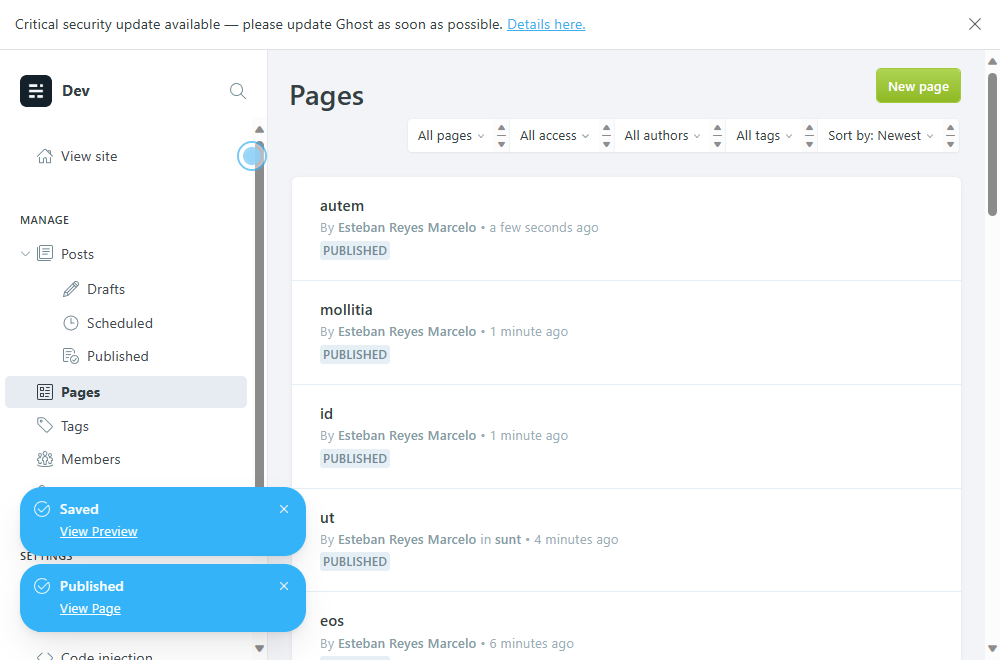 Critical security update available — please update Ghost as soon as possible. Details here.
Dev
View site
MANAGE
Posts
Drafts
Scheduled
Published
Pages
Tags
Members
Saved
View Preview
SETTINGS
Published
View Page
Code injection
Pages
New page
All pages
All access
All authors
All tags
Sort by: Newest
autem
By Esteban Reyes Marcelo • a few seconds ago
PUBLISHED
mollitia
By Esteban Reyes Marcelo • 1 minute ago
PUBLISHED
id
By Esteban Reyes Marcelo • 1 minute ago
PUBLISHED
ut
By Esteban Reyes Marcelo in sunt • 4 minutes ago
PUBLISHED
eos
By Esteban Reyes Marcelo • 6 minutes ago